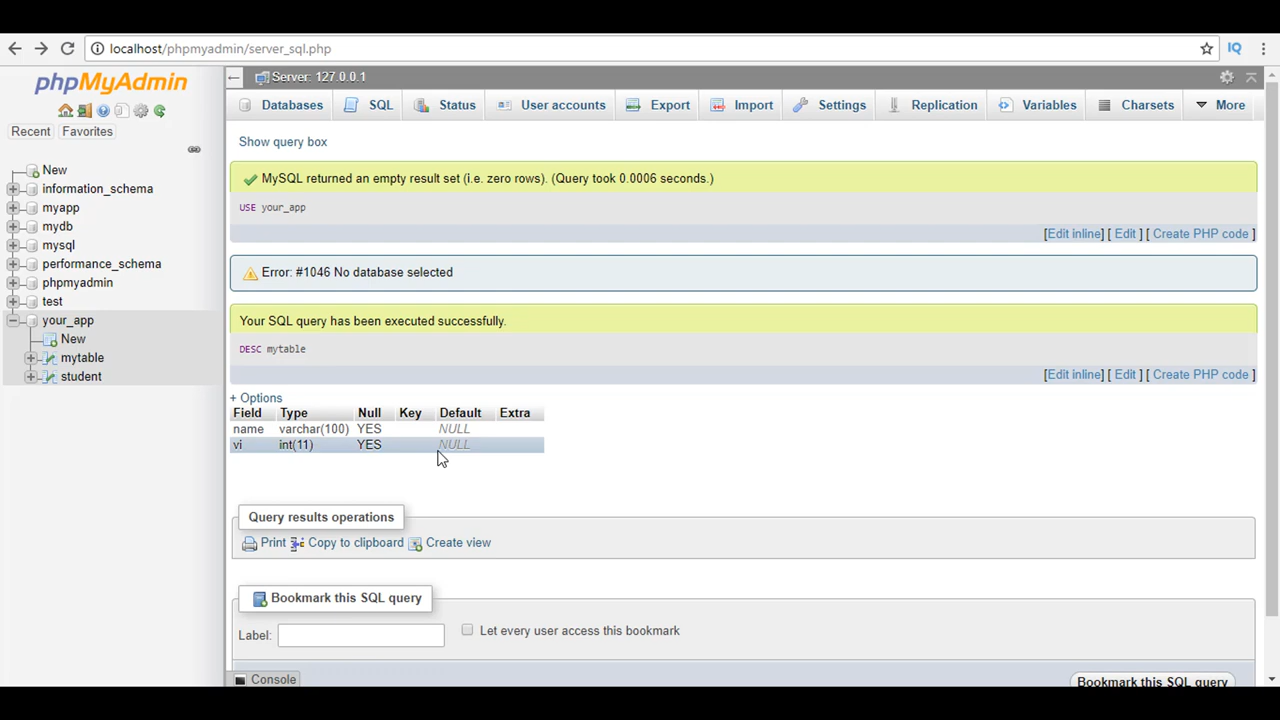 localhost/phpmyadmin/server_sql.php
IQ
phpMyAdmin
Recent Favorites
New
information_schema
myapp
mydb
mysql
performance_schema
phpmyadmin
test
your_app
New
mytable
student
Server: 127.0.0.1
Databases SQL Status User accounts Export Import Settings Replication Variables Charsets More
Show query box
MySQL returned an empty result set (i.e. zero rows). (Query took 0.0006 seconds.)
USE your_app
[Edit inline] [ Edit ] [ Create PHP code ]
Error: #1046 No database selected
Your SQL query has been executed successfully.
DESC mytable
[Edit inline] [ Edit ] [ Create PHP code ]
+ Options
Field Type Null Key Default Extra
name varchar(100) YES NULL
vi int(11) YES NULL
Query results operations
Print Copy to clipboard Create view
Bookmark this SQL query
Label: Let every user access this bookmark
Console
Bookmark this SQL query